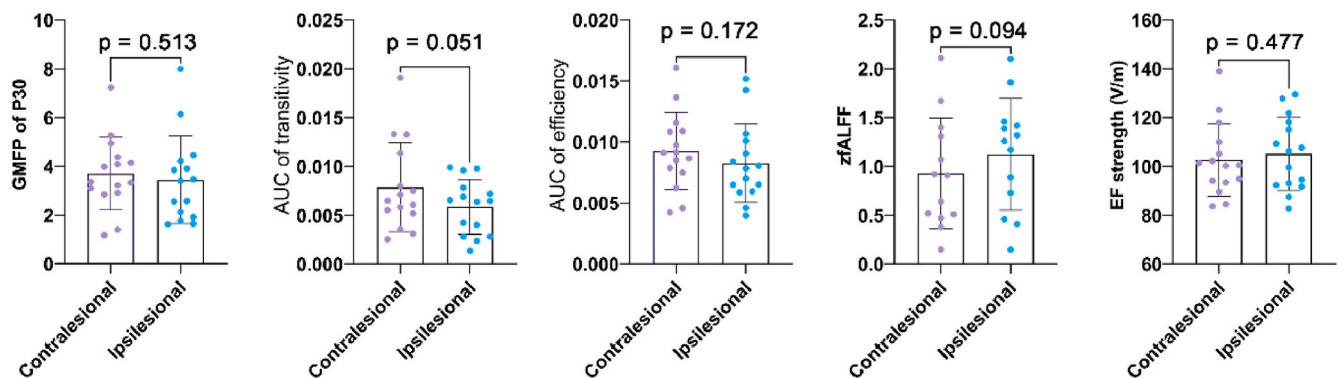 p = 0.513
GMFP of P30
10
8
6
4
2
0
Contralesional
Ipsilesional
p = 0.051
AUC of transitivity
0.025
0.020
0.015
0.010
0.005
0.000
Contralesional
Ipsilesional
p = 0.172
AUC of efficiency
0.020
0.015
0.010
0.005
0.000
Contralesional
Ipsilesional
p = 0.094
zfALFF
2.5
2.0
1.5
1.0
0.5
0.0
Contralesional
Ipsilesional
p = 0.477
EF strength (V/m)
160
140
120
100
80
60
Contralesional
Ipsilesional